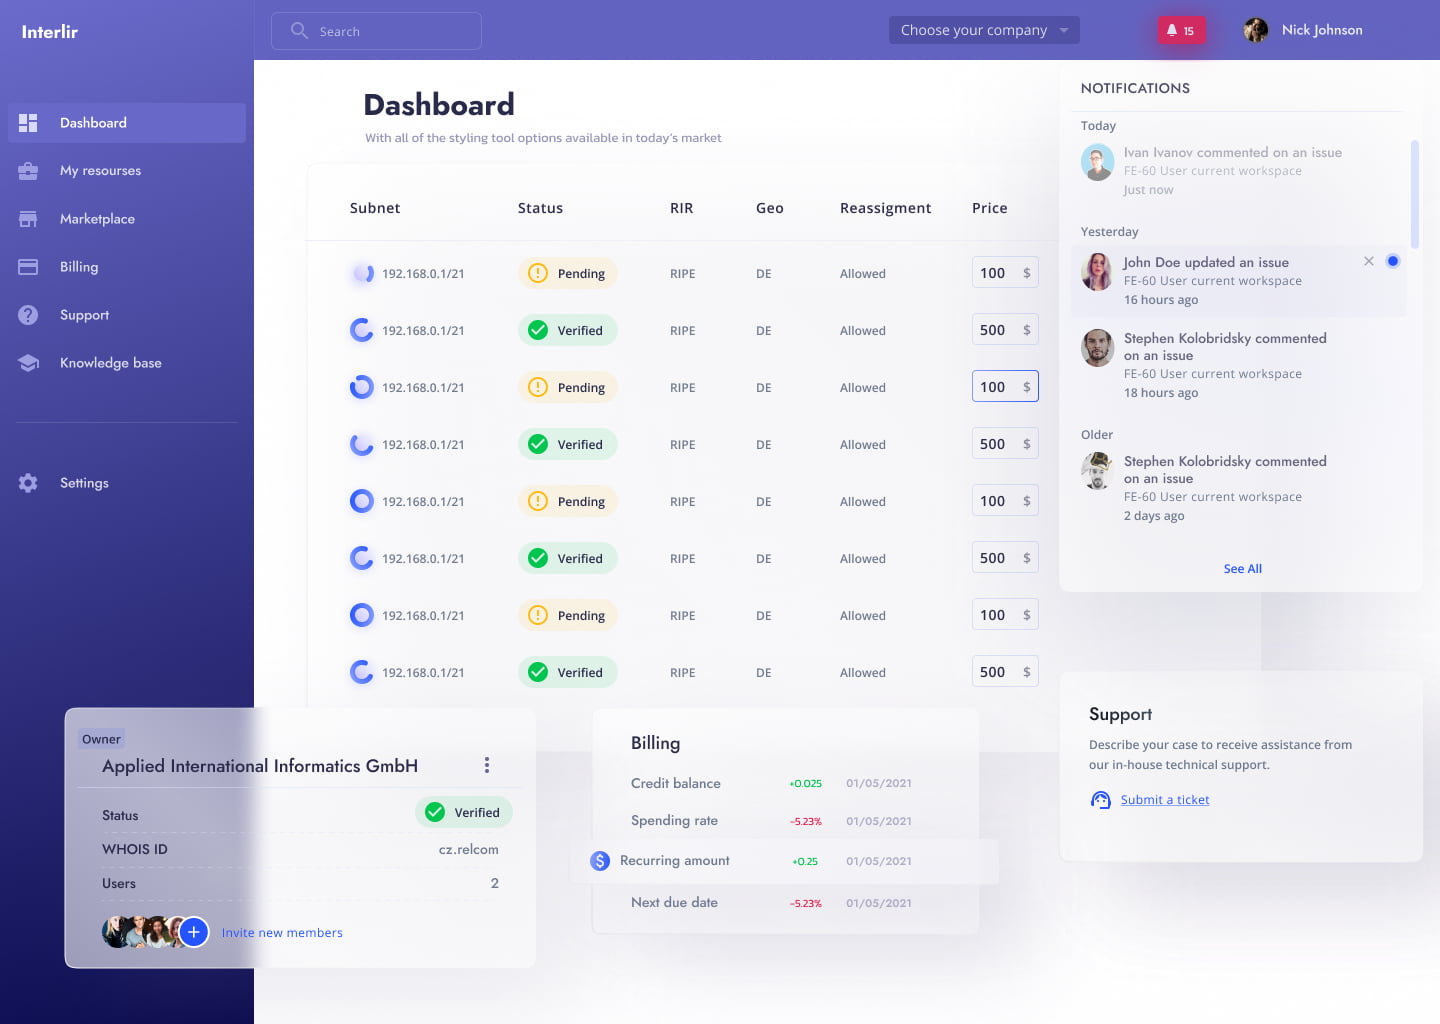 Interlir
Search
Choose your company
15
Nick Johnson
Dashboard
My resourses
Marketplace
Billing
Support
Knowledge base
Settings
Dashboard
With all of the styling tool options available in today's market
Subnet Status RIR Geo Reassigment Price
192.168.0.1/21 Pending RIPE DE Allowed 100 $
192.168.0.1/21 Verified RIPE DE Allowed 500 $
192.168.0.1/21 Pending RIPE DE Allowed 100 $
192.168.0.1/21 Verified RIPE DE Allowed 500 $
192.168.0.1/21 Pending RIPE DE Allowed 100 $
192.168.0.1/21 Verified RIPE DE Allowed 500 $
192.168.0.1/21 Pending RIPE DE Allowed 100 $
192.168.0.1/21 Verified RIPE DE Allowed 500 $
NOTIFICATIONS
Today
Ivan Ivanov commented on an issue
FE-60 User current workspace
Just now
Yesterday
John Doe updated an issue
FE-60 User current workspace
16 hours ago
Stephen Kolobridsky commented
on an issue
FE-60 User current workspace
18 hours ago
Older
Stephen Kolobridsky commented
on an issue
FE-60 User current workspace
2 days ago
See All
Owner
Applied International Informatics GmbH
Status Verified
WHOIS ID cz.relcom
Users 2
+ Invite new members
Billing
Credit balance +0.025 01/05/2021
Spending rate -5.23% 01/05/2021
$ Recurring amount +0.25 01/05/2021
Next due date -5.23% 01/05/2021
Support
Describe your case to receive assistance from
our in-house technical support.
Submit a ticket